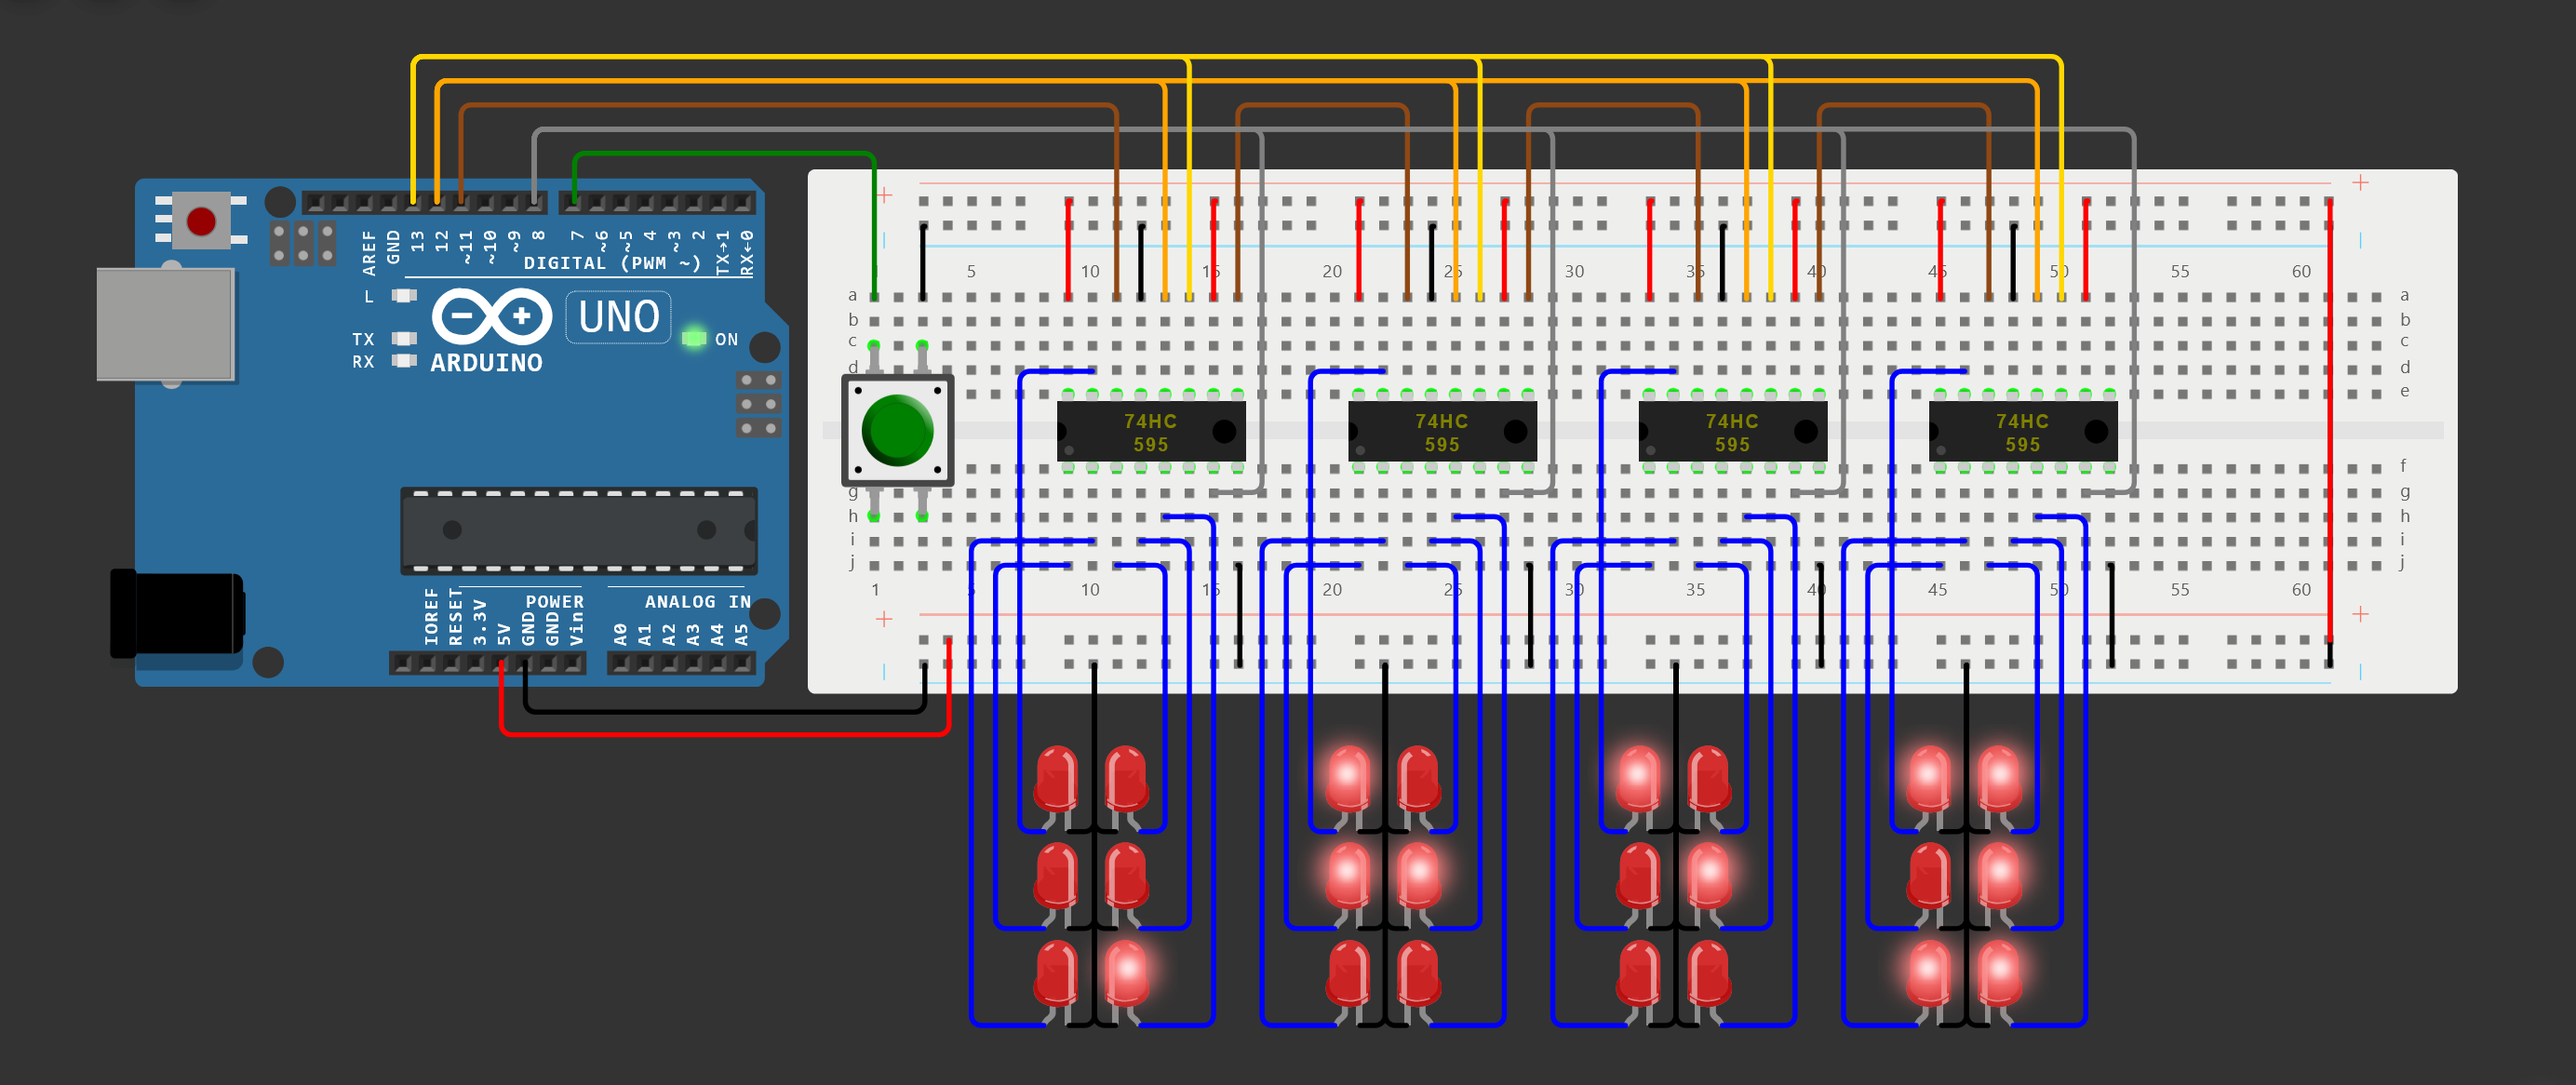 AREF GND 13 12 ~11 ~10 ~9 8 7 ~6 ~5 4 ~3 2 TX→1 RX←0
DIGITAL (PWM ~)
L
TX
RX
ARDUINO
UNO
ON
IOREF RESET 3.3V 5V GND GND Vin
POWER
A0 A1 A2 A3 A4 A5
ANALOG IN
+ +
5 10 15 20 25 30 35 40 45 50 55 60
a a
b b
c c
d d
e e
74HC 74HC 74HC 74HC
595 595 595 595
f
g g
h h
i i
j j
1 5 10 15 20 25 30 35 40 45 50 55 60
+ +
⠠⠓⠑⠽